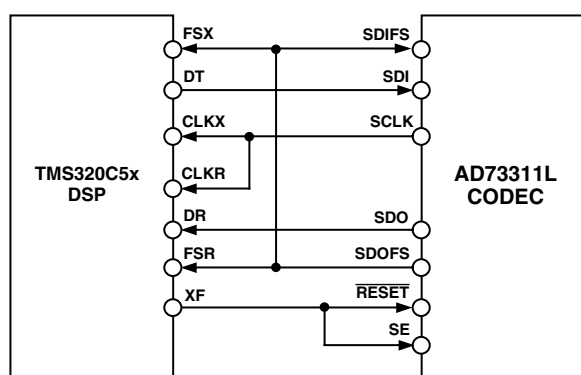 FSX
SDIFS
DT
SDI
CLKX
SCLK
TMS320C5x
DSP
CLKR
AD73311L
CODEC
DR
SDO
FSR
SDOFS
XF
RESET
SE